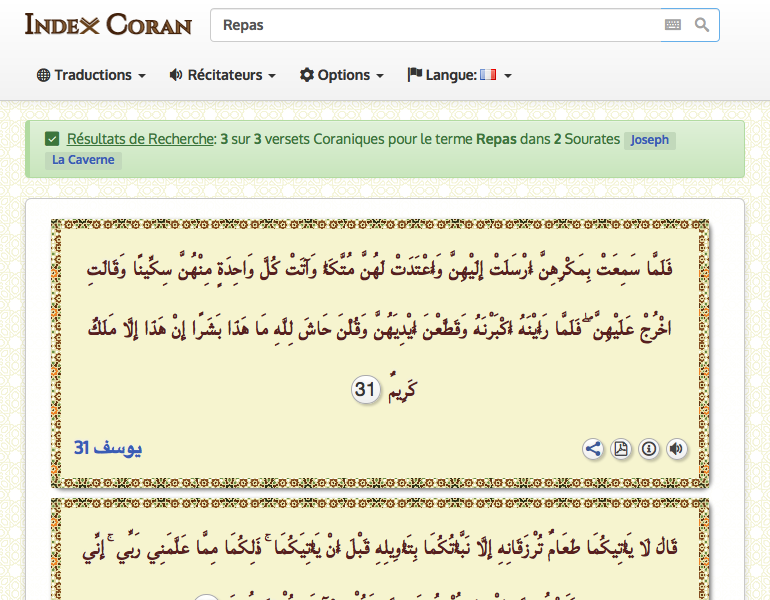 INDEX CORAN
Repas
Traductions
Récitateurs
Options
Langue:
Résultats de Recherche: 3 sur 3 versets Coraniques pour le terme Repas dans 2 Sourates Joseph
La Caverne
فَلَمَّا سَمِعَتْ بِمَكْرِهِنَّ أَرْسَلَتْ إِلَيْهِنَّ وَأَعْتَدَتْ لَهُنَّ مُتَّكَأً وَآتَتْ كُلَّ وَاحِدَةٍ مِنْهُنَّ سِكِّينًا وَقَالَتِ
اخْرُجْ عَلَيْهِنَّ ۖ فَلَمَّا رَأَيْنَهُ أَكْبَرْنَهُ وَقَطَّعْنَ أَيْدِيَهُنَّ وَقُلْنَ حَاشَ لِلَّهِ مَا هَذَا بَشَرًا إِنْ هَذَا إِلَّا مَلَكٌ
كَرِيمٌ 31
يوسف 31
قَالَ لَا يَأْتِيكُمَا طَعَامٌ تُرْزَقَانِهِ إِلَّا نَبَّأْتُكُمَا بِتَأْوِيلِهِ قَبْلَ أَنْ يَأْتِيَكُمَا ۚ ذَلِكُمَا مِمَّا عَلَّمَنِي رَبِّي ۚ إِنِّي